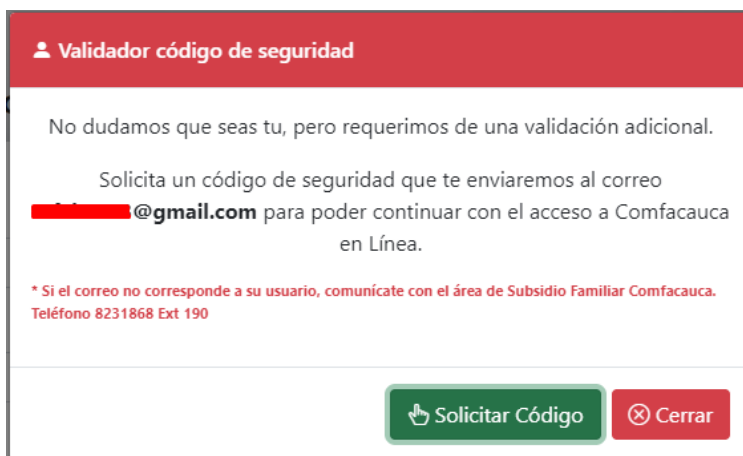 Validador código de seguridad
No dudamos que seas tu, pero requerimos de una validación adicional.
Solicita un código de seguridad que te enviaremos al correo
@gmail.com para poder continuar con el acceso a Comfacauca
en Línea.
* Si el correo no corresponde a su usuario, comunícate con el área de Subsidio Familiar Comfacauca.
Teléfono 8231868 Ext 190
Solicitar Código
Cerrar